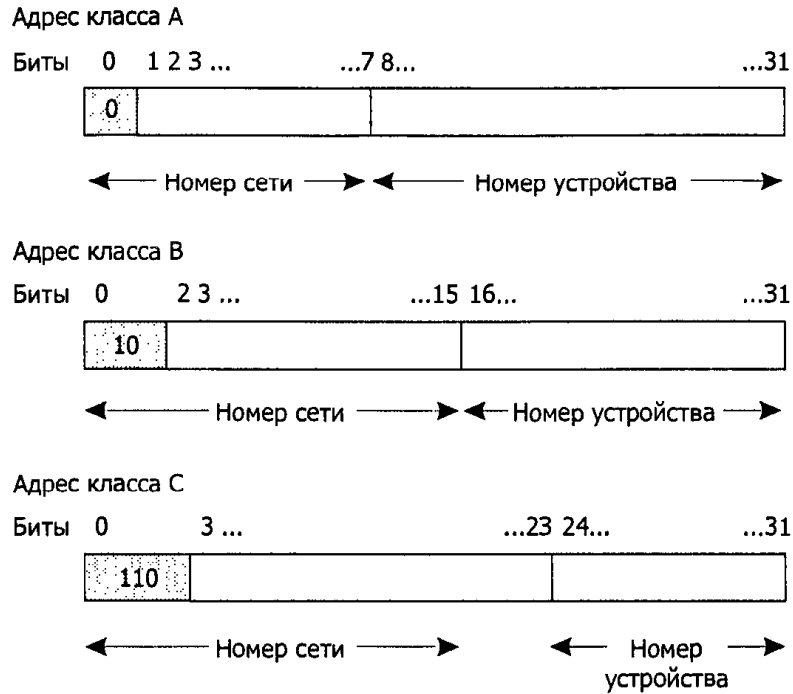 Адрес класса A
Биты 0 1 2 3 ... ...7 8... ...31
0
Номер сети Номер устройства
Адрес класса B
Биты 0 2 3 ... ...15 16... ...31
10
Номер сети Номер устройства
Адрес класса C
Биты 0 3 ... ...23 24... ...31
110
Номер сети Номер
устройства